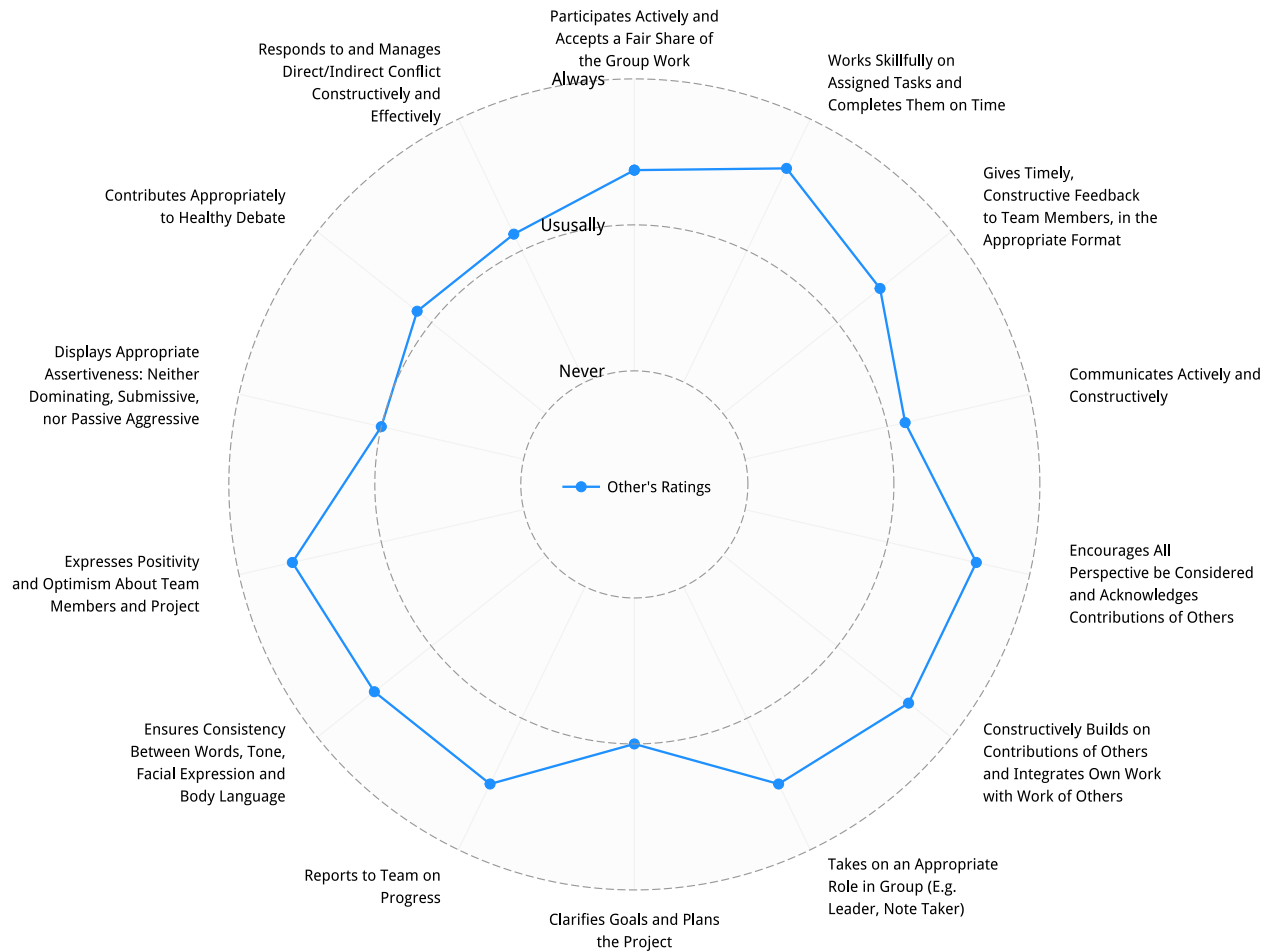 Participates Actively and
Accepts a Fair Share of
the Group Work
Works Skillfully on
Assigned Tasks and
Completes Them on Time
Gives Timely,
Constructive Feedback
to Team Members, in the
Appropriate Format
Communicates Actively and
Constructively
Encourages All
Perspective be Considered
and Acknowledges
Contributions of Others
Constructively Builds on
Contributions of Others
and Integrates Own Work
with Work of Others
Takes on an Appropriate
Role in Group (E.g.
Leader, Note Taker)
Clarifies Goals and Plans
the Project
Reports to Team on
Progress
Ensures Consistency
Between Words, Tone,
Facial Expression and
Body Language
Expresses Positivity
and Optimism About Team
Members and Project
Displays Appropriate
Assertiveness: Neither
Dominating, Submissive,
nor Passive Aggressive
Contributes Appropriately
to Healthy Debate
Responds to and Manages
Direct/Indirect Conflict
Constructively and
Effectively
Always
Ususally
Never
Other's Ratings